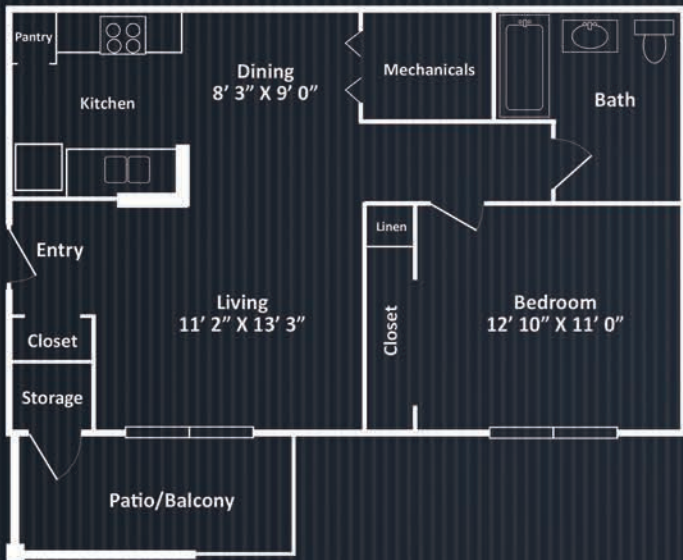 Pantry
Kitchen
Dining
8' 3” X 9' 0”
Mechanicals
Bath
Entry
Linen
Living
11' 2” X 13' 3”
Closet
Bedroom
12' 10” X 11' 0”
Closet
Storage
Patio/Balcony